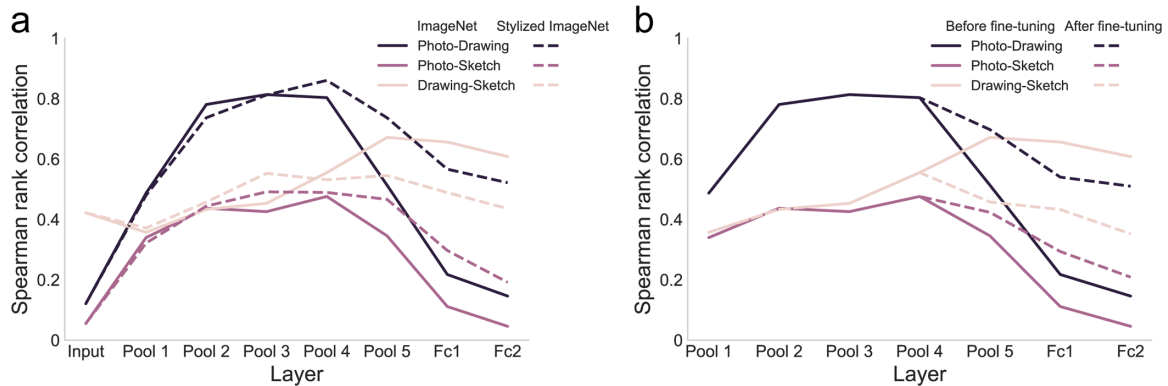 a
ImageNet Stylized ImageNet
Photo-Drawing
Photo-Sketch
Drawing-Sketch
Spearman rank correlation
1
0.8
0.6
0.4
0.2
0
Input Pool 1 Pool 2 Pool 3 Pool 4 Pool 5 Fc1 Fc2
Layer
b
Before fine-tuning After fine-tuning
Photo-Drawing
Photo-Sketch
Drawing-Sketch
Spearman rank correlation
1
0.8
0.6
0.4
0.2
0
Pool 1 Pool 2 Pool 3 Pool 4 Pool 5 Fc1 Fc2
Layer